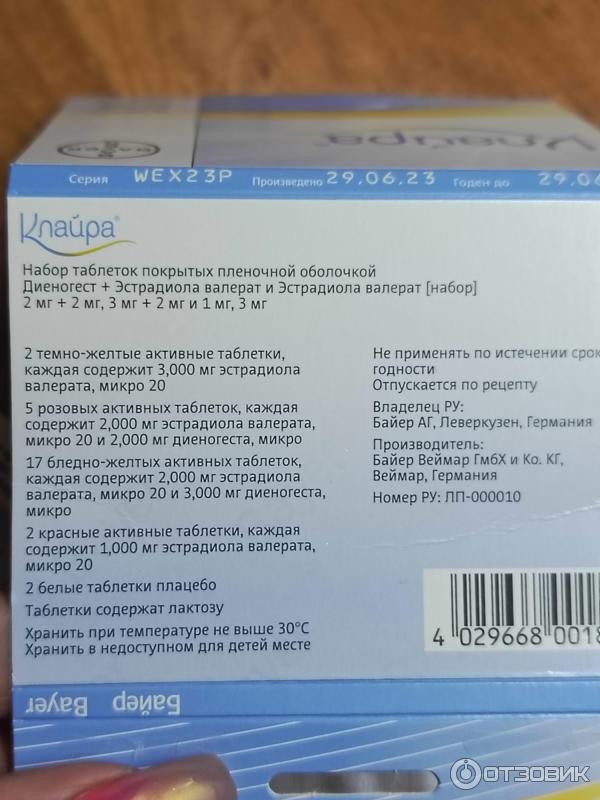 Клайра
Серия WEX23P Произведено 29.06.23 Годен до 29.0
Клайра®
Набор таблеток покрытых пленочной оболочкой
Диеногест + Эстрадиола валерат и Эстрадиола валерат [набор]
2 мг + 2 мг, 3 мг + 2 мг и 1 мг, 3 мг
2 темно-желтые активные таблетки,
каждая содержит 3,000 мг эстрадиола
валерата, микро 20
5 розовых активных таблеток, каждая
содержит 2,000 мг эстрадиола валерата,
микро 20 и 2,000 мг диеногеста, микро
17 бледно-желтых активных таблеток,
каждая содержит 2,000 мг эстрадиола
валерата, микро 20 и 3,000 мг диеногеста,
микро
2 красные активные таблетки, каждая
содержит 1,000 мг эстрадиола валерата,
микро 20
2 белые таблетки плацебо
Таблетки содержат лактозу
Хранить при температуре не выше 30°C
Хранить в недоступном для детей месте
Не применять по истечении срок
годности
Отпускается по рецепту
Владелец РУ:
Байер АГ, Леверкузен, Германия
Производитель:
Байер Веймар ГмбХ и Ко. КГ,
Веймар, Германия
Номер РУ: ЛП-000010
4 029668 0018
Байер Bayer
ОТЗОВИК